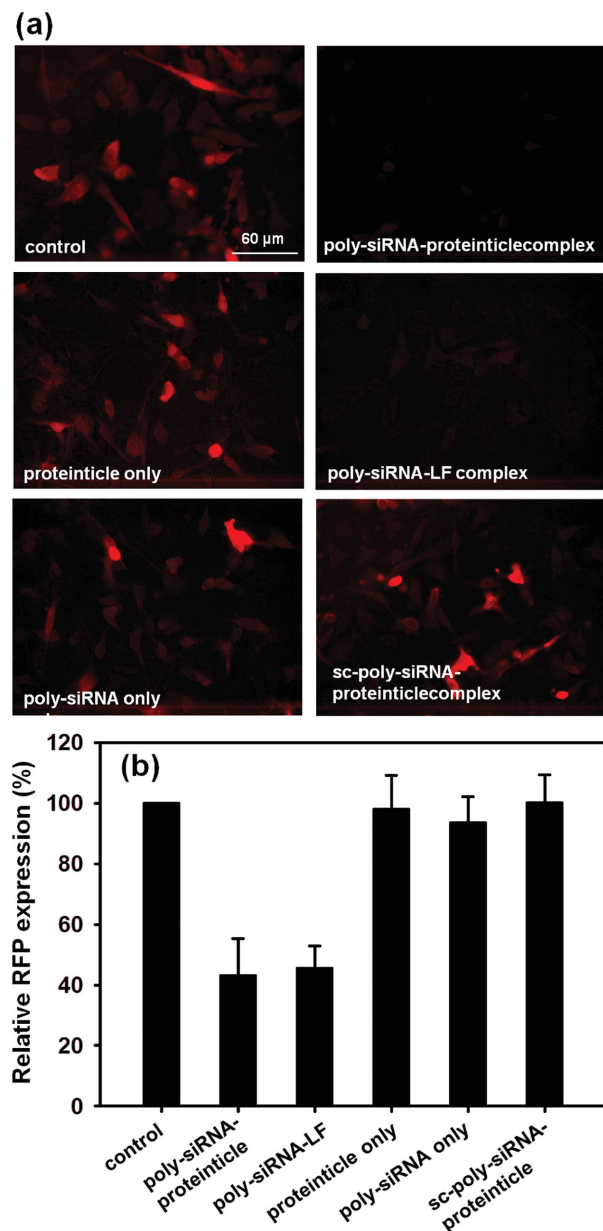 (a)
control
60 µm
poly-siRNA-proteinticlecomplex
proteinticle only
poly-siRNA-LF complex
poly-siRNA only
sc-poly-siRNA-
proteinticlecomplex
(b)
Relative RFP expression (%)
120
100
80
60
40
20
0
control
poly-siRNA-
proteinticle
poly-siRNA-LF
proteinticle only
poly-siRNA only
sc-poly-siRNA-
proteinticle